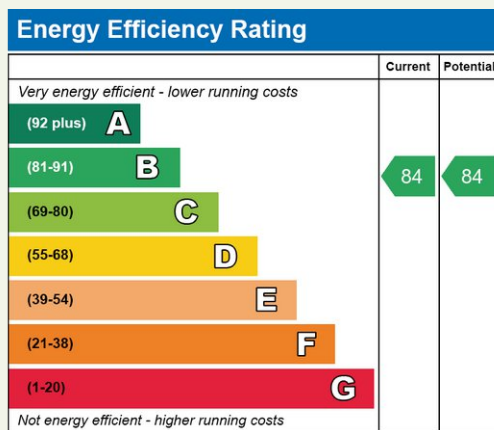 Energy Efficiency Rating
Current Potential
Very energy efficient - lower running costs
(92 plus) A
(81-91) B 84 84
(69-80) C
(55-68) D
(39-54) E
(21-38) F
(1-20) G
Not energy efficient - higher running costs